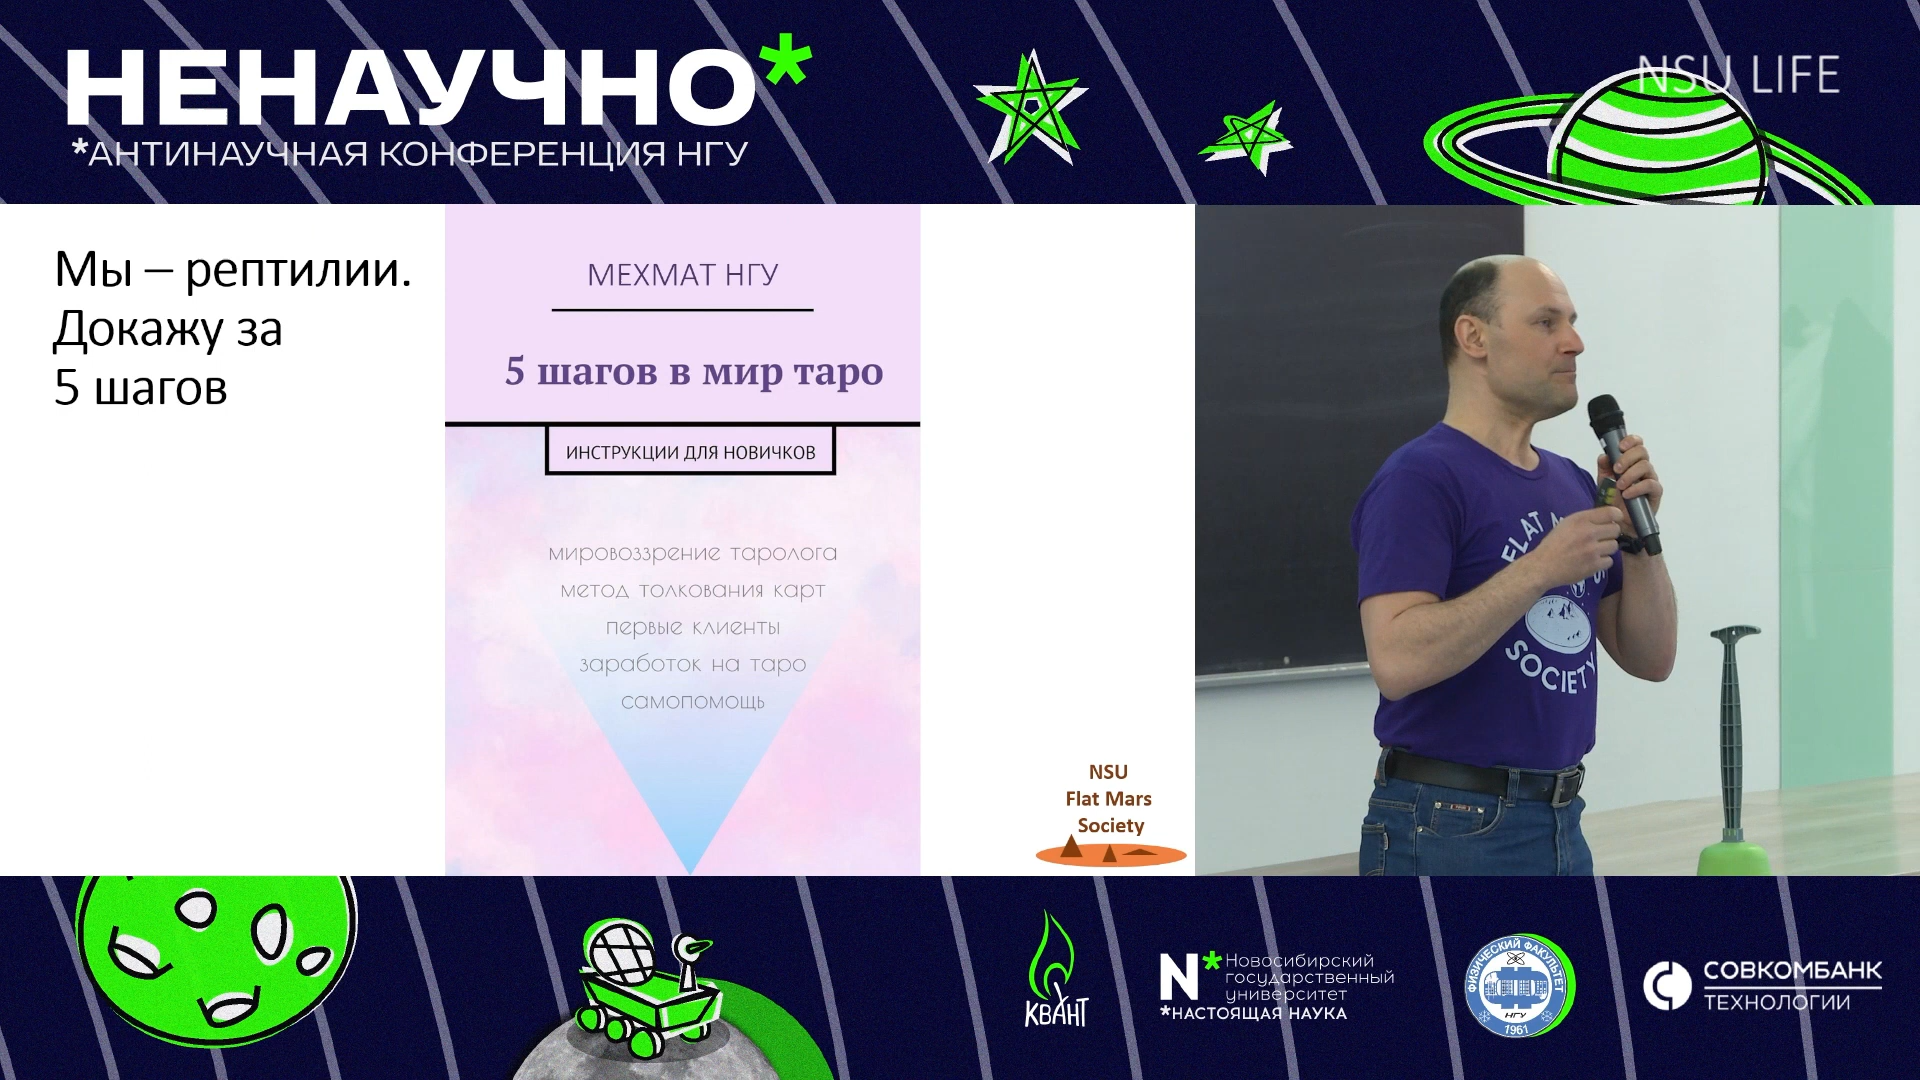 НЕНАУЧНО*
*АНТИНАУЧНАЯ КОНФЕРЕНЦИЯ НГУ
NSU LIFE
Мы – рептилии.
Докажу за
5 шагов
МЕХМАТ НГУ
5 шагов в мир таро
ИНСТРУКЦИИ ДЛЯ НОВИЧКОВ
мировоззрение таролога
метод толкования карт
первые клиенты
заработок на таро
самопомощь
NSU
Flat Mars
Society
FLAT
SOCIETY
КВАНТ
N*
Новосибирский
государственный
университет
*НАСТОЯЩАЯ НАУКА
ФИЗИЧЕСКИЙ ФАКУЛЬТЕТ
НГУ
1961
СОВКОМБАНК
ТЕХНОЛОГИИ